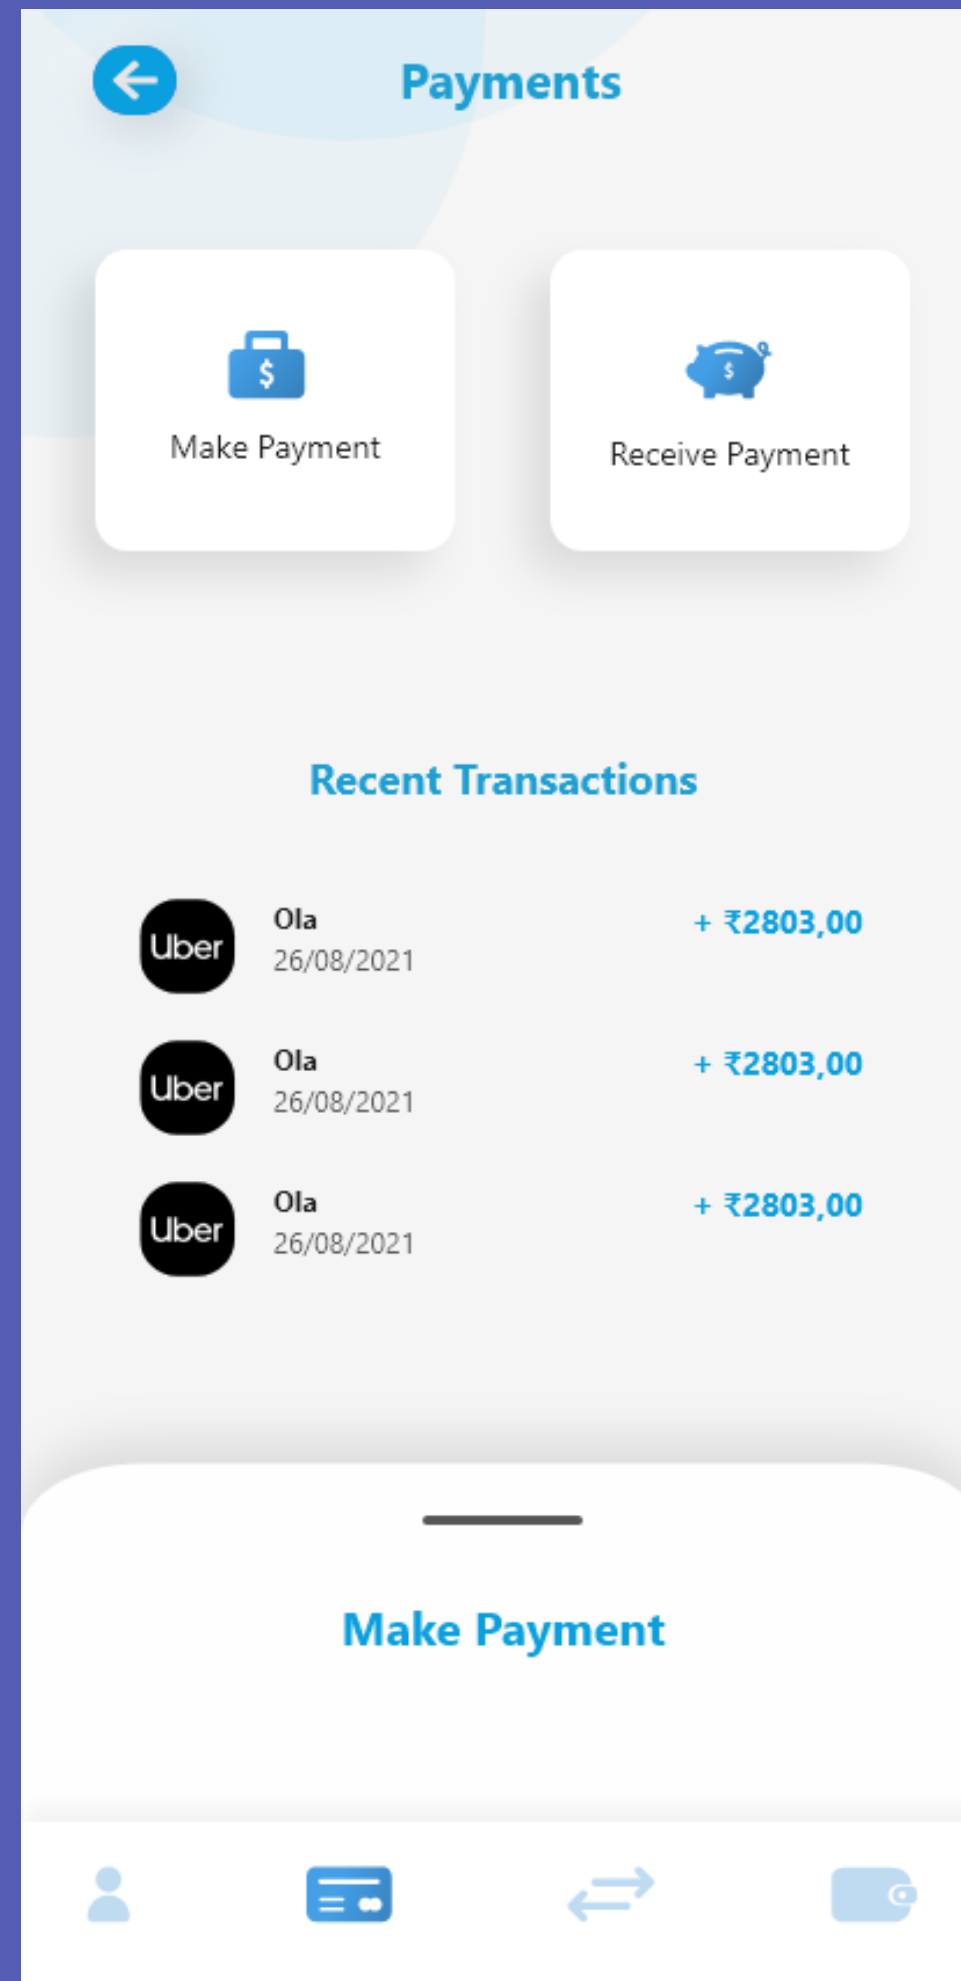 Payments
$
$
Make Payment
Receive Payment
Recent Transactions
Uber
Ola
+ ₹2803,00
26/08/2021
Uber
Ola
+ ₹2803,00
26/08/2021
Uber
Ola
+ ₹2803,00
26/08/2021
Make Payment